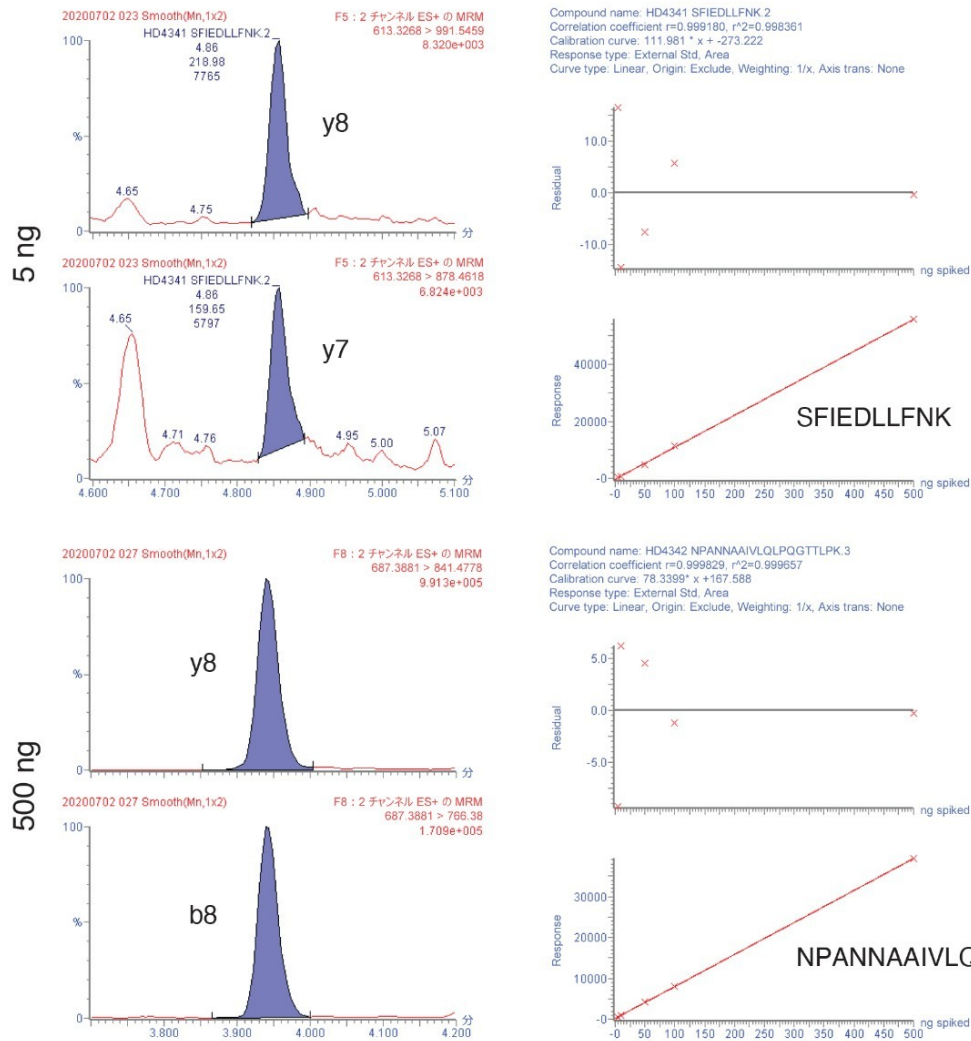 5 ng
20200702 023 Smooth(Mn,1x2)
F5 : 2 チャンネル ES+ の MRM
613.3268 > 991.5459
8.320e+003
HD4341 SFIEDLLFNK.2
4.86
218.98
7765
100
%
0
4.65
4.75
y8
分
20200702 023 Smooth(Mn,1x2)
F5 : 2 チャンネル ES+ の MRM
613.3268 > 878.4618
6.824e+003
HD4341 SFIEDLLFNK.2
4.86
159.65
5797
100
%
0
4.65
4.71
4.76
4.95
5.00
5.07
y7
分
4.600 4.700 4.800 4.900 5.000 5.100
Compound name: HD4341 SFIEDLLFNK.2
Correlation coefficient r=0.999180, r^2=0.998361
Calibration curve: 111.981 * x + -273.222
Response type: External Std, Area
Curve type: Linear, Origin: Exclude, Weighting: 1/x, Axis trans: None
Residual
10.0
0.0
-10.0
ng spiked
Response
40000
20000
-0
SFIEDLLFNK
ng spiked
-0 50 100 150 200 250 300 350 400 450 500
500 ng
20200702 027 Smooth(Mn,1x2)
F8 : 2 チャンネル ES+ の MRM
687.3881 > 841.4778
9.913e+005
100
%
0
y8
分
20200702 027 Smooth(Mn,1x2)
F8 : 2 チャンネル ES+ の MRM
687.3881 > 766.38
1.709e+005
100
%
0
b8
分
3.800 3.900 4.000 4.100 4.200
Compound name: HD4342 NPANNAAIVLQLPQGTTLPK.3
Correlation coefficient r=0.999829, r^2=0.999657
Calibration curve: 78.3399* x +167.588
Response type: External Std, Area
Curve type: Linear, Origin: Exclude, Weighting: 1/x, Axis trans: None
Residual
5.0
0.0
-5.0
ng spiked
Response
30000
20000
10000
-0
NPANNAAIVLQ
ng spiked
-0 50 100 150 200 250 300 350 400 450 500